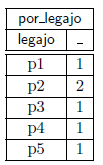 por_legajo
legajo _
p1 1
p2 2
p3 1
p4 1
p5 1